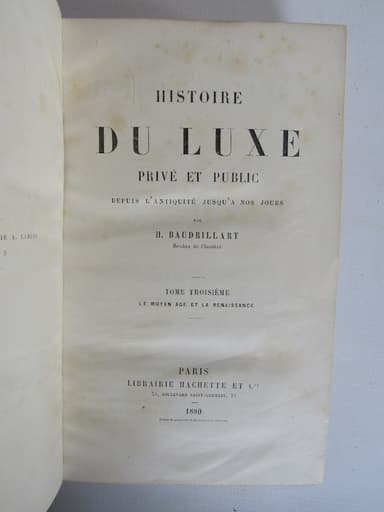 HISTOIRE
DU LUXE
PRIVÉ ET PUBLIC
DEPUIS L'ANTIQUITÉ JUSQU'A NOS JOURS
PAR
H. BAUDRILLART
Membre de l'Institut
TOME TROISIÈME
LE MOYEN AGE ET LA RENAISSANCE
PARIS
LIBRAIRIE HACHETTE ET Cie
79, BOULEVARD SAINT-GERMAIN, 79
1880